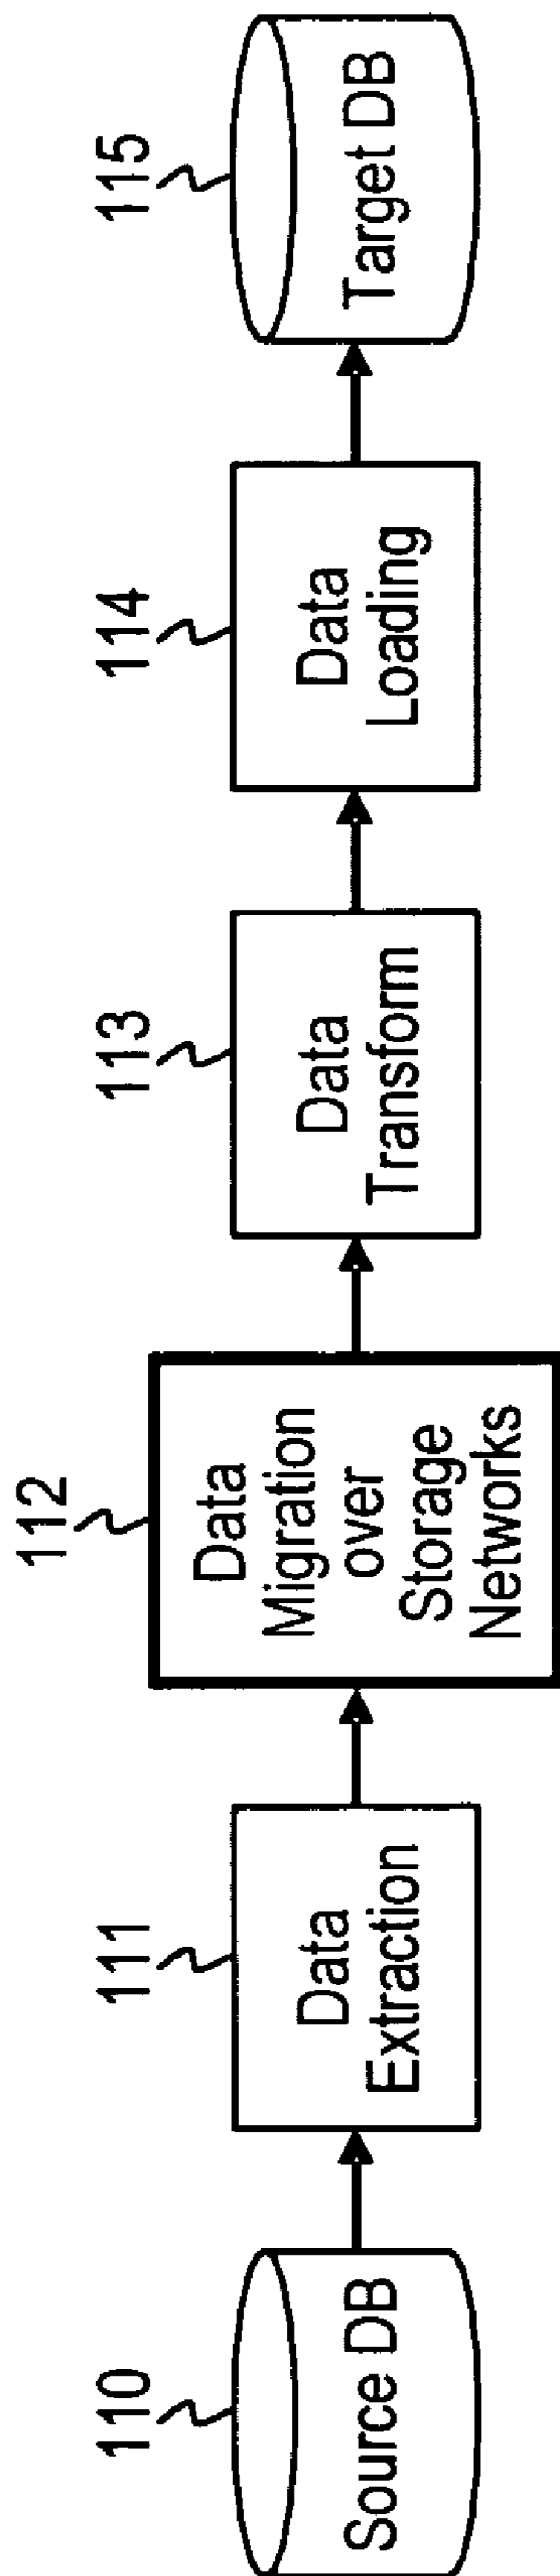 110
Source DB
111
Data
Extraction
112
Data
Migration
over
Storage
Networks
113
Data
Transform
114
Data
Loading
115
Target DB